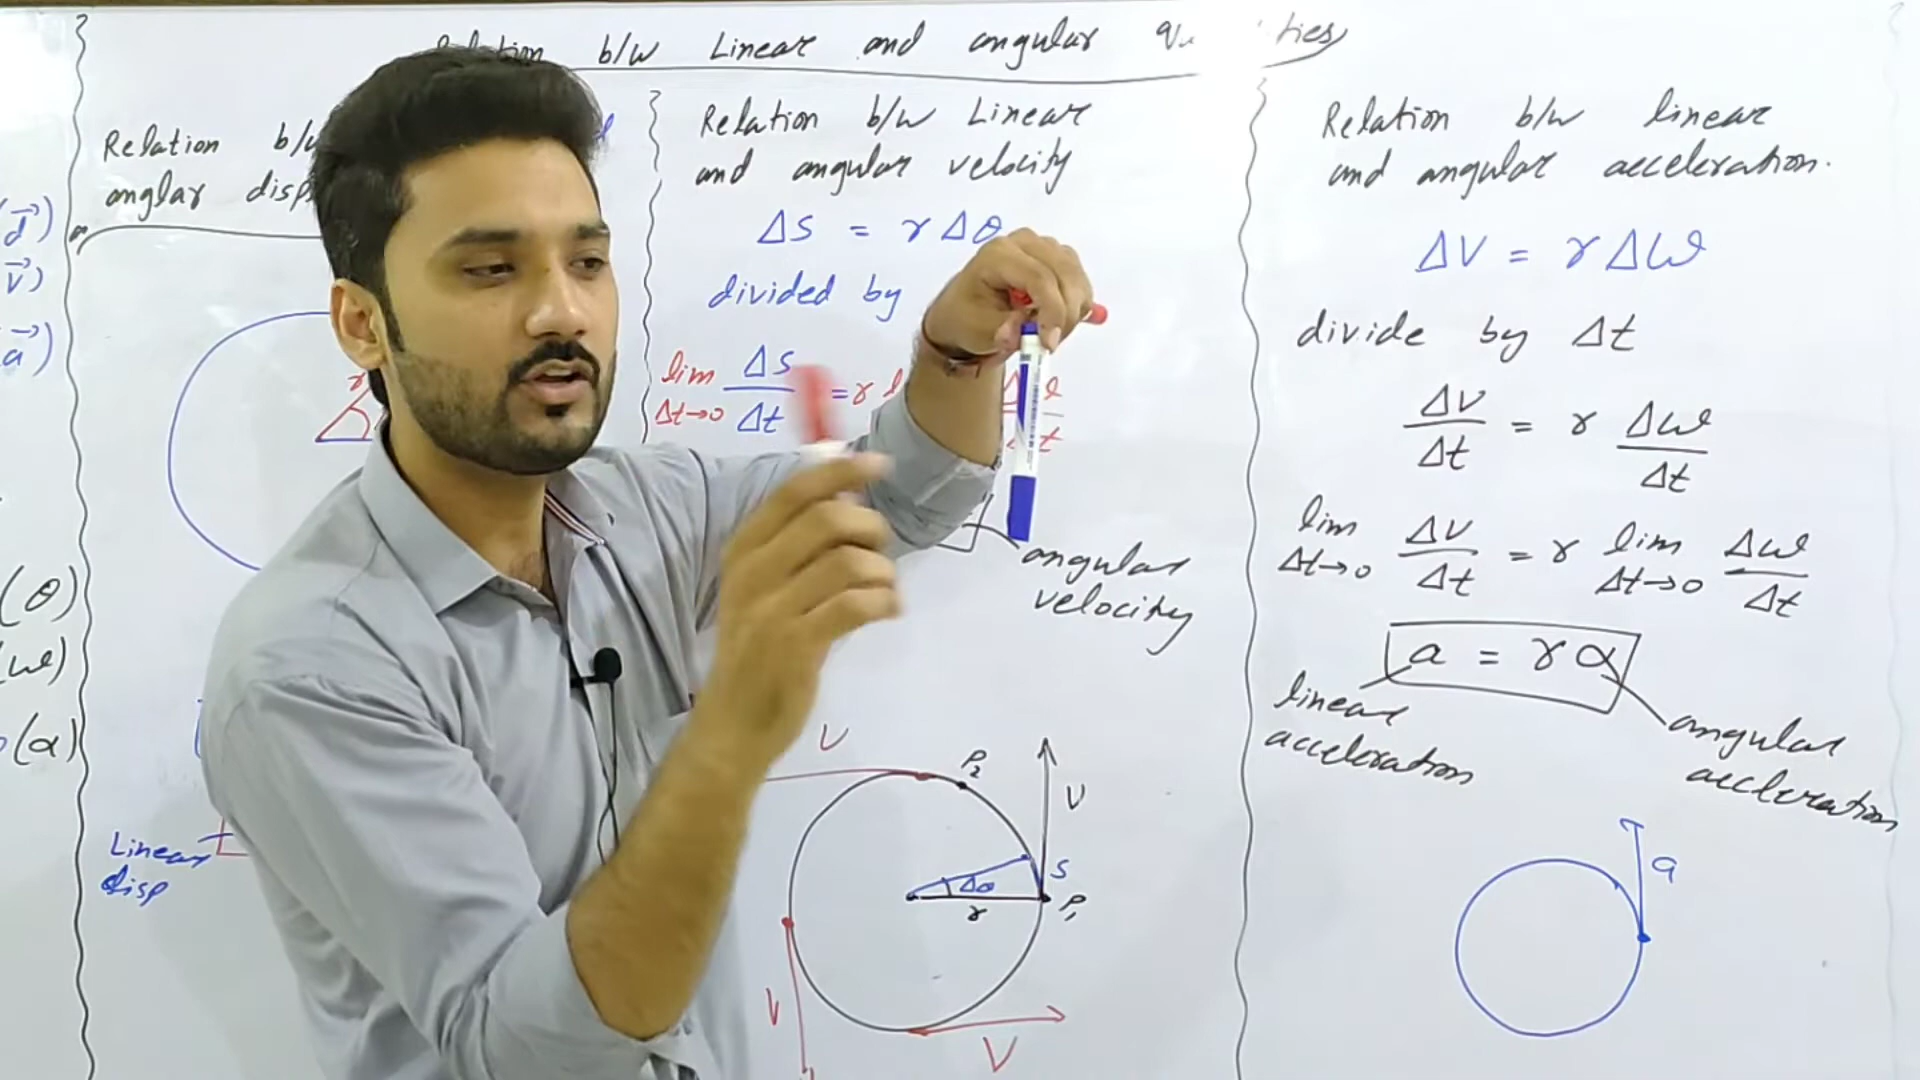 Relation b/w Linear and angular
Relation b/w
anglar disp
(d⃗)
v⃗)
a⃗)
(θ)
(ω)
(α)
r
Linear
disp
Relation b/w Linear
and angular velocity
ΔS = rΔθ
divided by
lim Δt→0 ΔS/Δt = r
angular
velocity
V
P₂
V
S
Δθ
r
P₁
V
V
Relation b/w linear
and angular acceleration.
ΔV = rΔω
divide by Δt
ΔV/Δt = r Δω/Δt
lim Δt→0 ΔV/Δt = r lim Δt→0 Δω/Δt
a = rα
linear
acceleration
angular
accleration
a